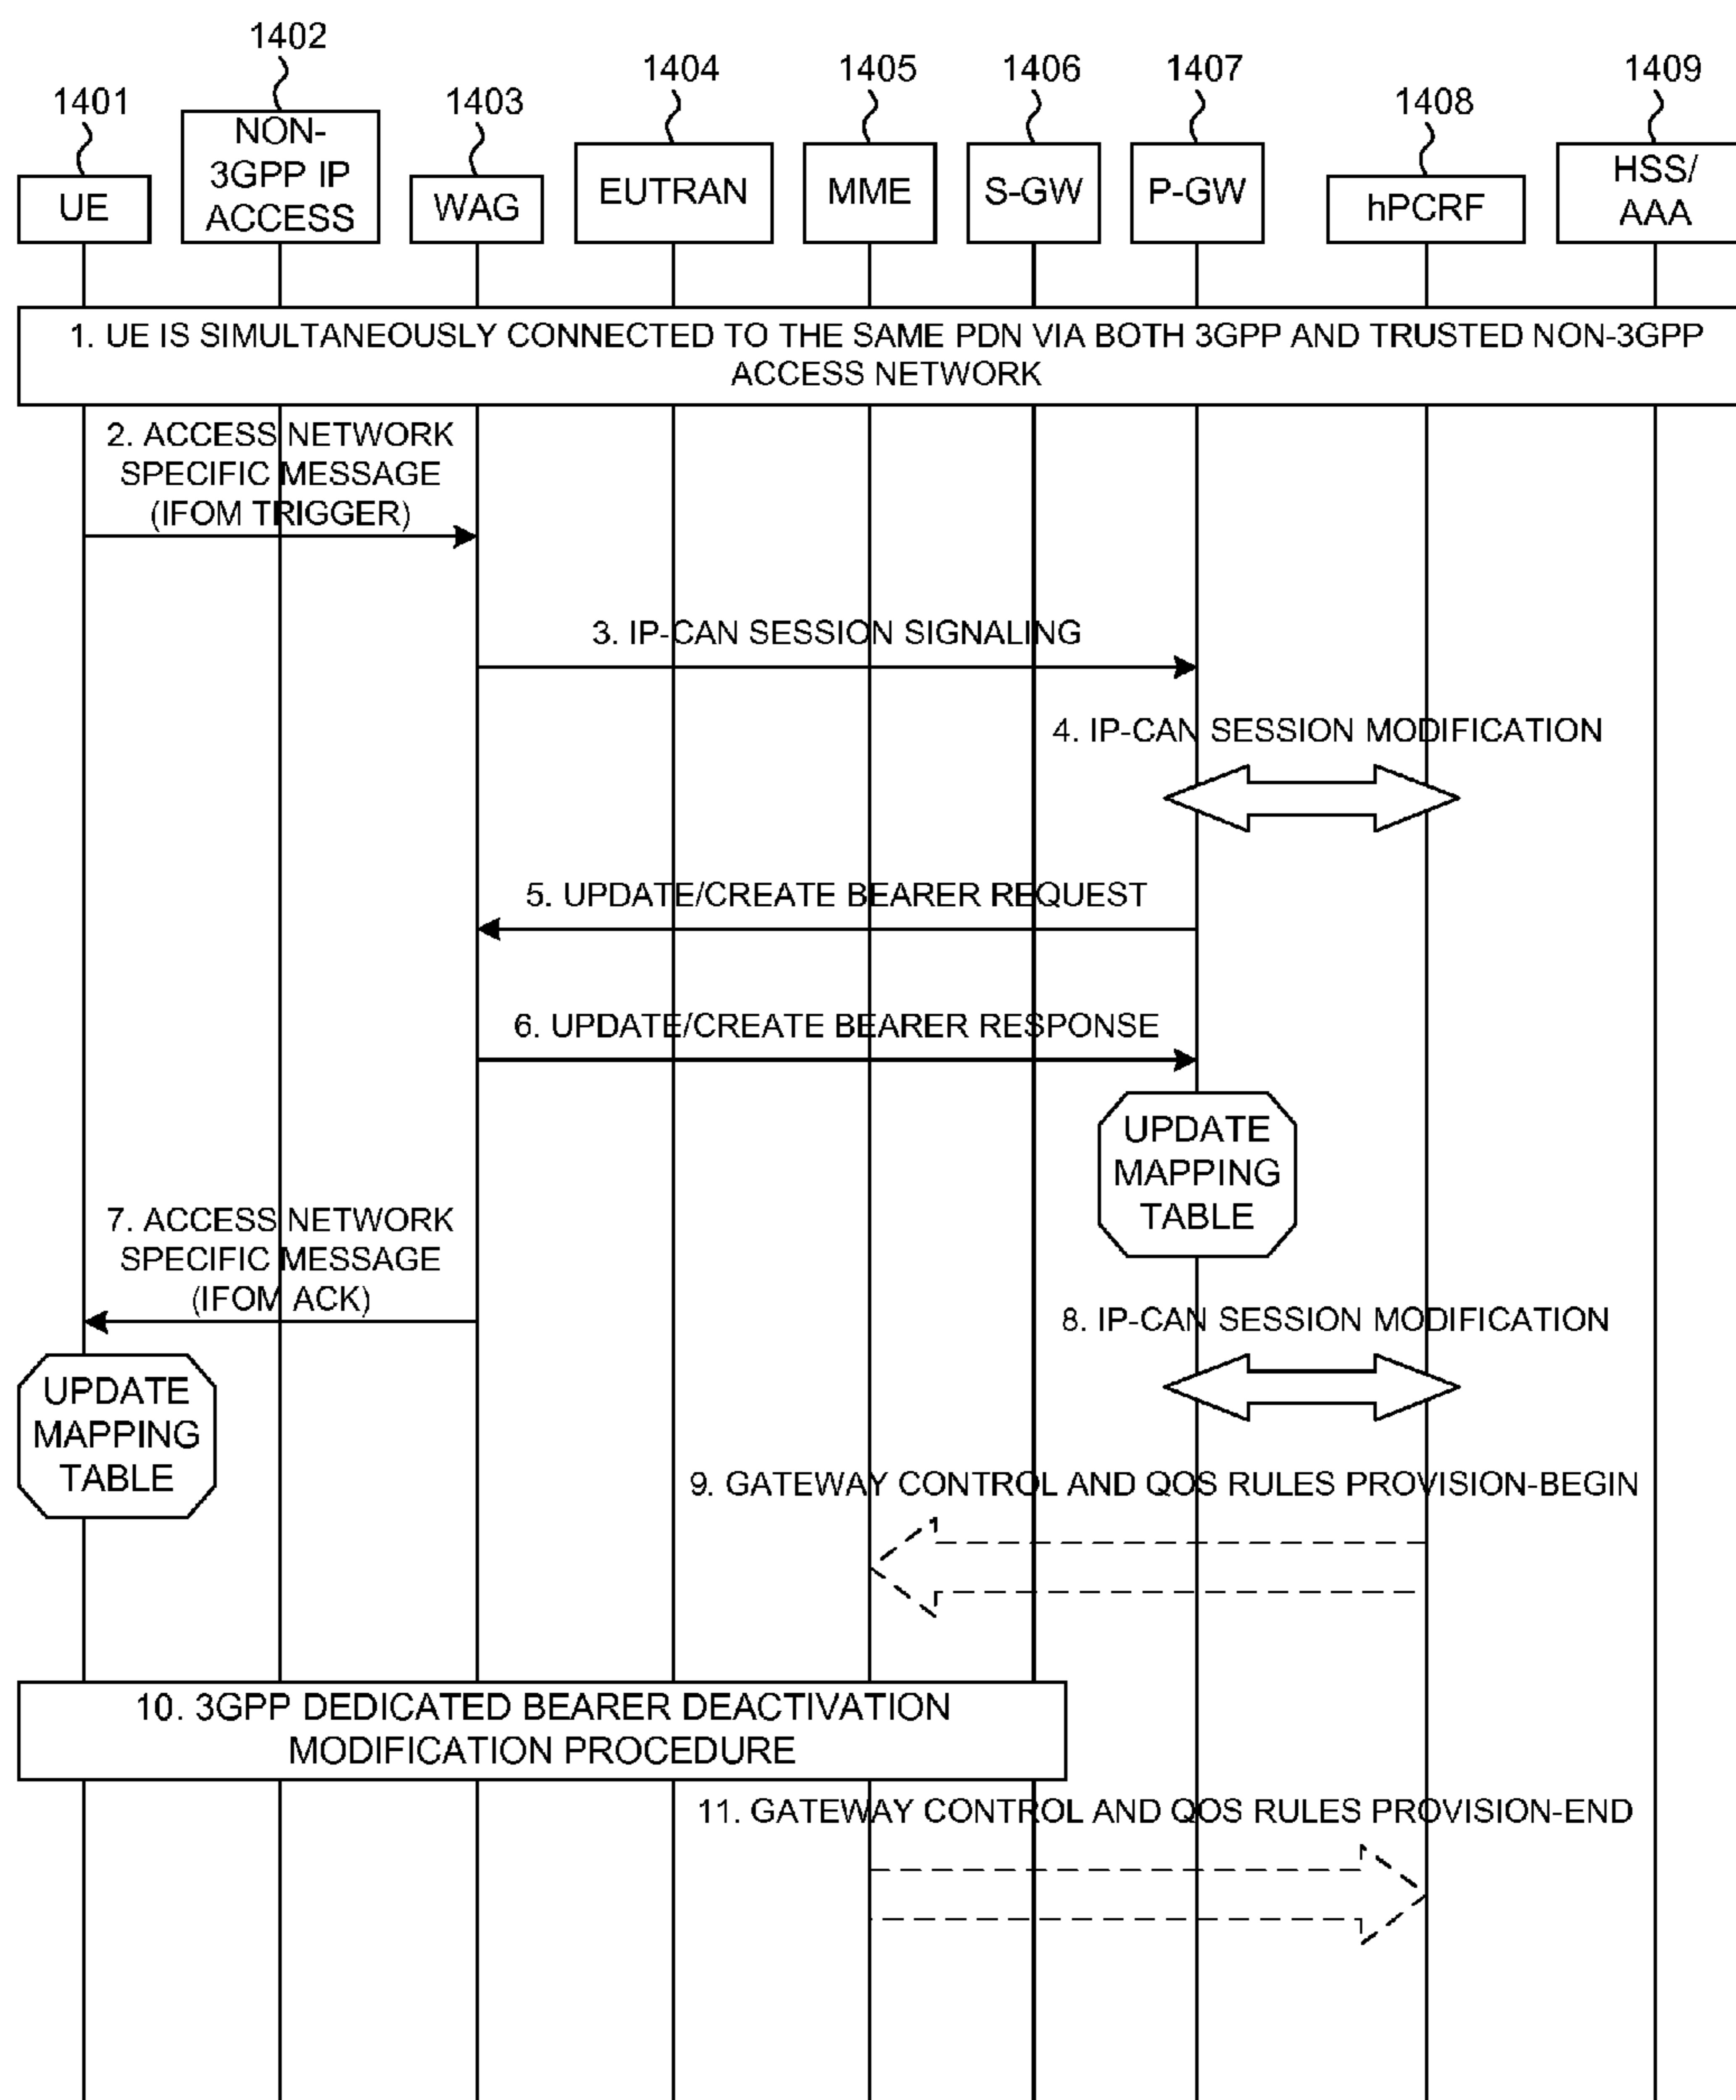 1402
1404
1405
1406
1407
1409
1401
1403
1408
NON-
3GPP IP
ACCESS
UE
WAG
EUTRAN
MME
S-GW
P-GW
hPCRF
HSS/
AAA
1. UE IS SIMULTANEOUSLY CONNECTED TO THE SAME PDN VIA BOTH 3GPP AND TRUSTED NON-3GPP
ACCESS NETWORK
2. ACCESS NETWORK
SPECIFIC MESSAGE
(IFOM TRIGGER)
3. IP-CAN SESSION SIGNALING
4. IP-CAN SESSION MODIFICATION
5. UPDATE/CREATE BEARER REQUEST
6. UPDATE/CREATE BEARER RESPONSE
UPDATE
MAPPING
TABLE
7. ACCESS NETWORK
SPECIFIC MESSAGE
(IFOM ACK)
8. IP-CAN SESSION MODIFICATION
UPDATE
MAPPING
TABLE
9. GATEWAY CONTROL AND QOS RULES PROVISION-BEGIN
10. 3GPP DEDICATED BEARER DEACTIVATION
MODIFICATION PROCEDURE
11. GATEWAY CONTROL AND QOS RULES PROVISION-END